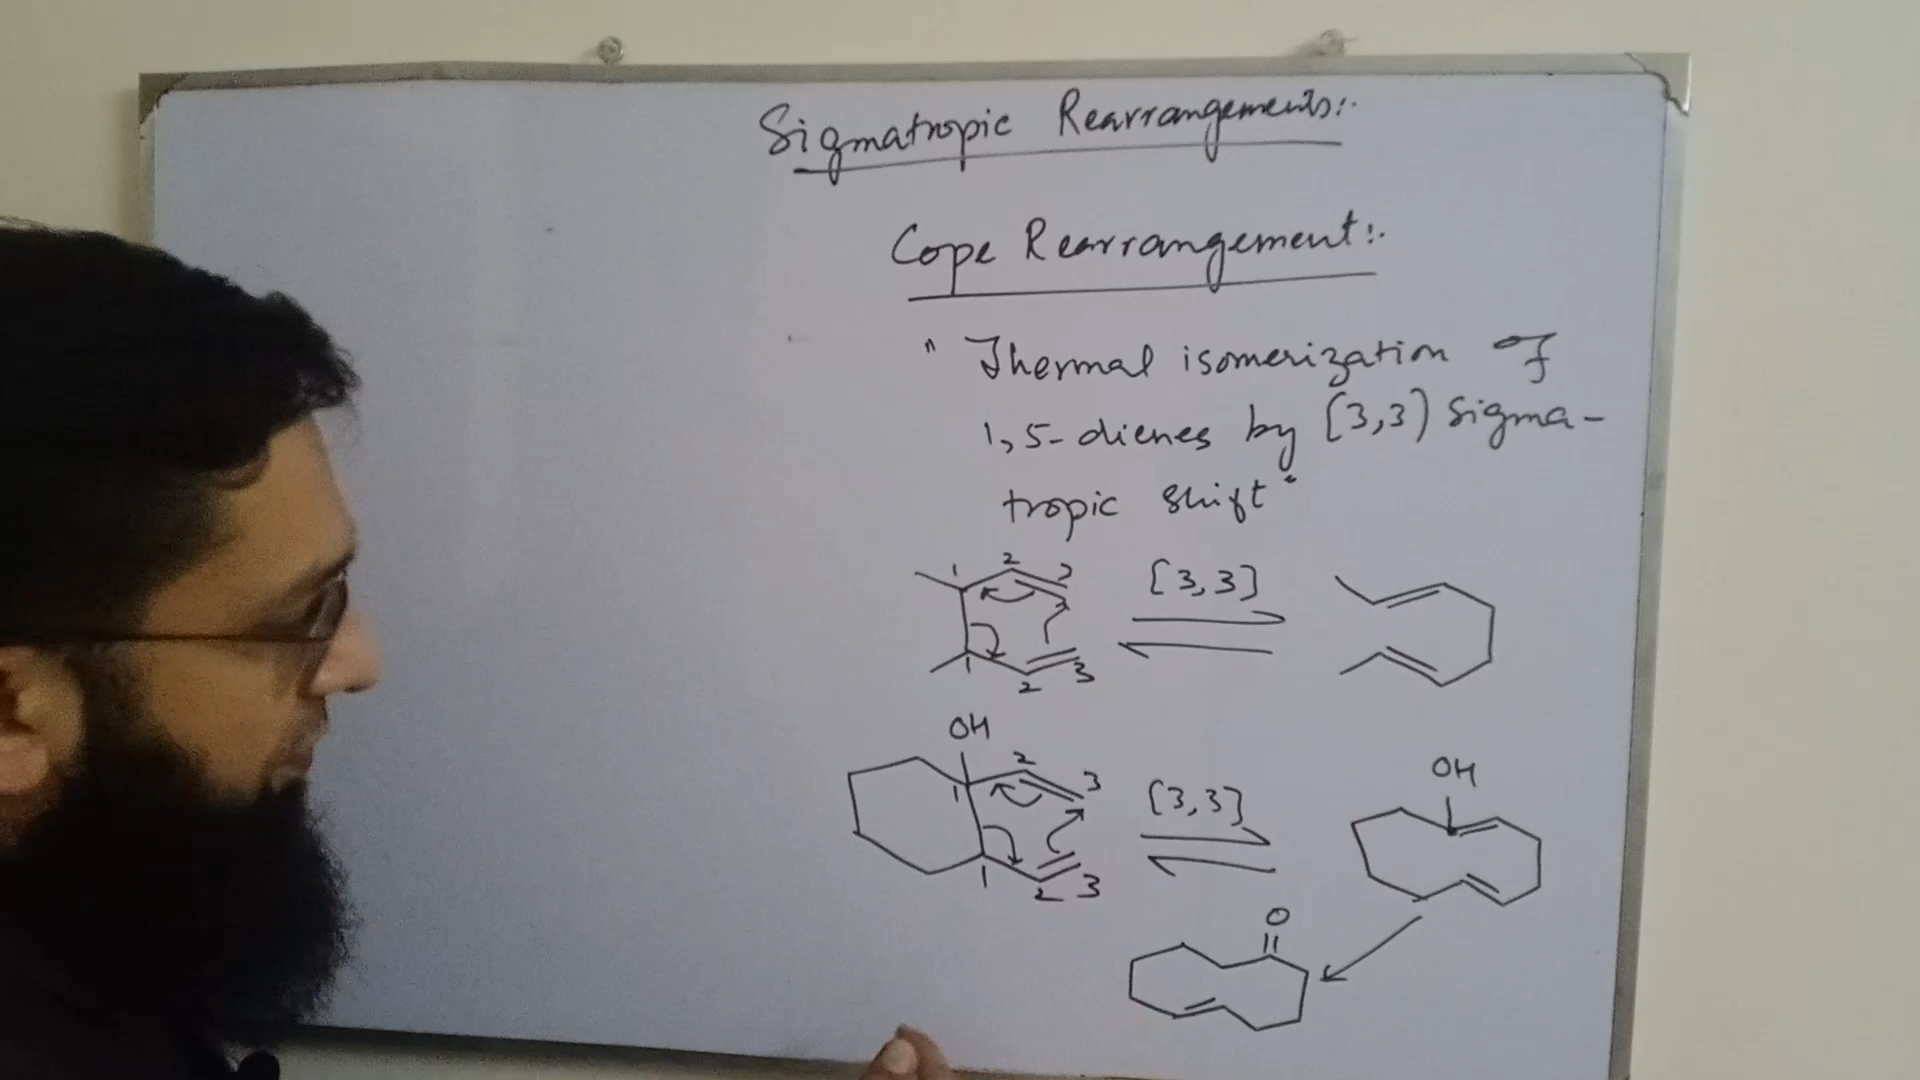 Sigmatropic Rearrangements:.
Cope Rearrangement:.
" Thermal isomerization of
1,5-dienes by [3,3) Sigma-
tropic shift"
1 2 3
[3,3]
1 2 3
OH
1 2 3
[3,3]
OH
1 2 3
O